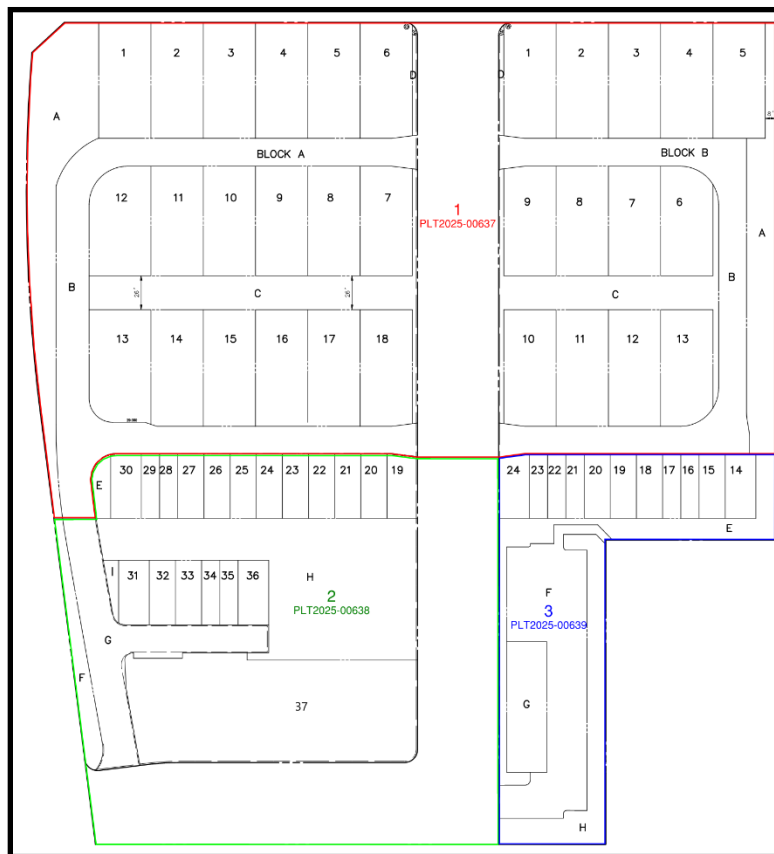 1 2 3 4 5 6 1 2 3 4 5
D D
A
8'
BLOCK A BLOCK B
12 11 10 9 8 7 9 8 7 6
1
PLT2025-00637
A
B B
26' C 26' C
13 14 15 16 17 18 10 11 12 13
30 29 28 27 26 25 24 23 22 21 20 19 24 23 22 21 20 19 18 17 16 15 14
E
E
I 31 32 33 34 35 36 H
F
2
PLT2025-00638
3
PLT2025-00639
G
F
G
37
H